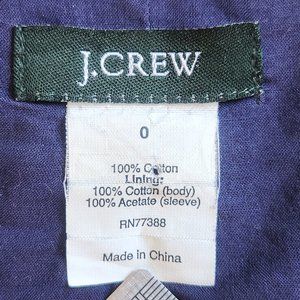 J.CREW
0
100% Cotton
Lining:
100% Cotton (body)
100% Acetate (sleeve)
RN77388
Made in China